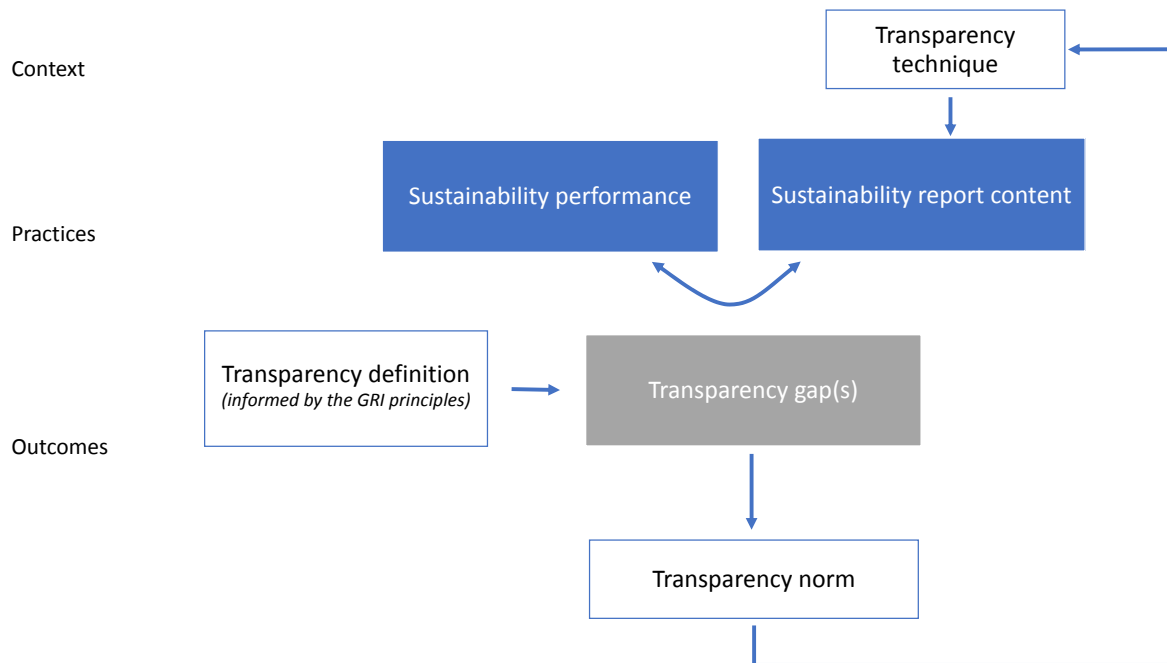 Transparency
technique
Context
Sustainability performance
Sustainability report content
Practices
Transparency definition
(informed by the GRI principles)
Transparency gap(s)
Outcomes
Transparency norm